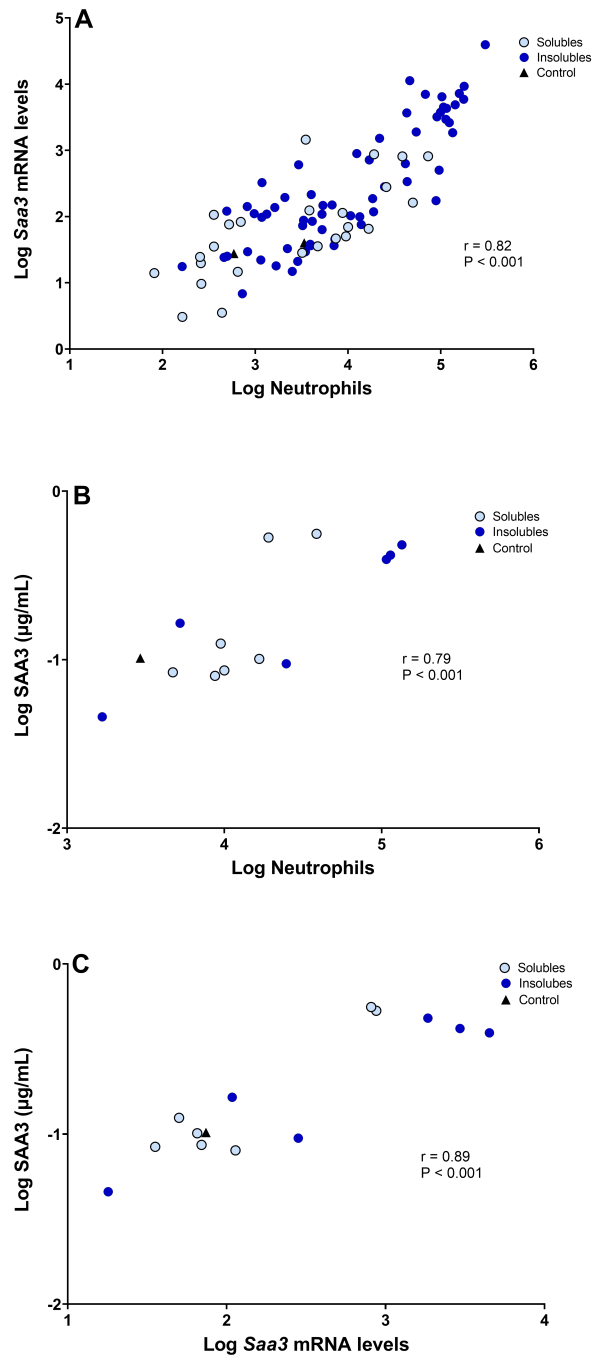 A
5
4
3
2
1
0
Log Saa3 mRNA levels
Solubles
Insolubles
Control
r = 0.82
P < 0.001
1 2 3 4 5 6
Log Neutrophils
B
0
-1
-2
Log SAA3 (µg/mL)
Solubles
Insolubles
Control
r = 0.79
P < 0.001
3 4 5 6
Log Neutrophils
C
0
-1
-2
Log SAA3 (µg/mL)
Solubles
Insolubes
Control
r = 0.89
P < 0.001
1 2 3 4
Log Saa3 mRNA levels